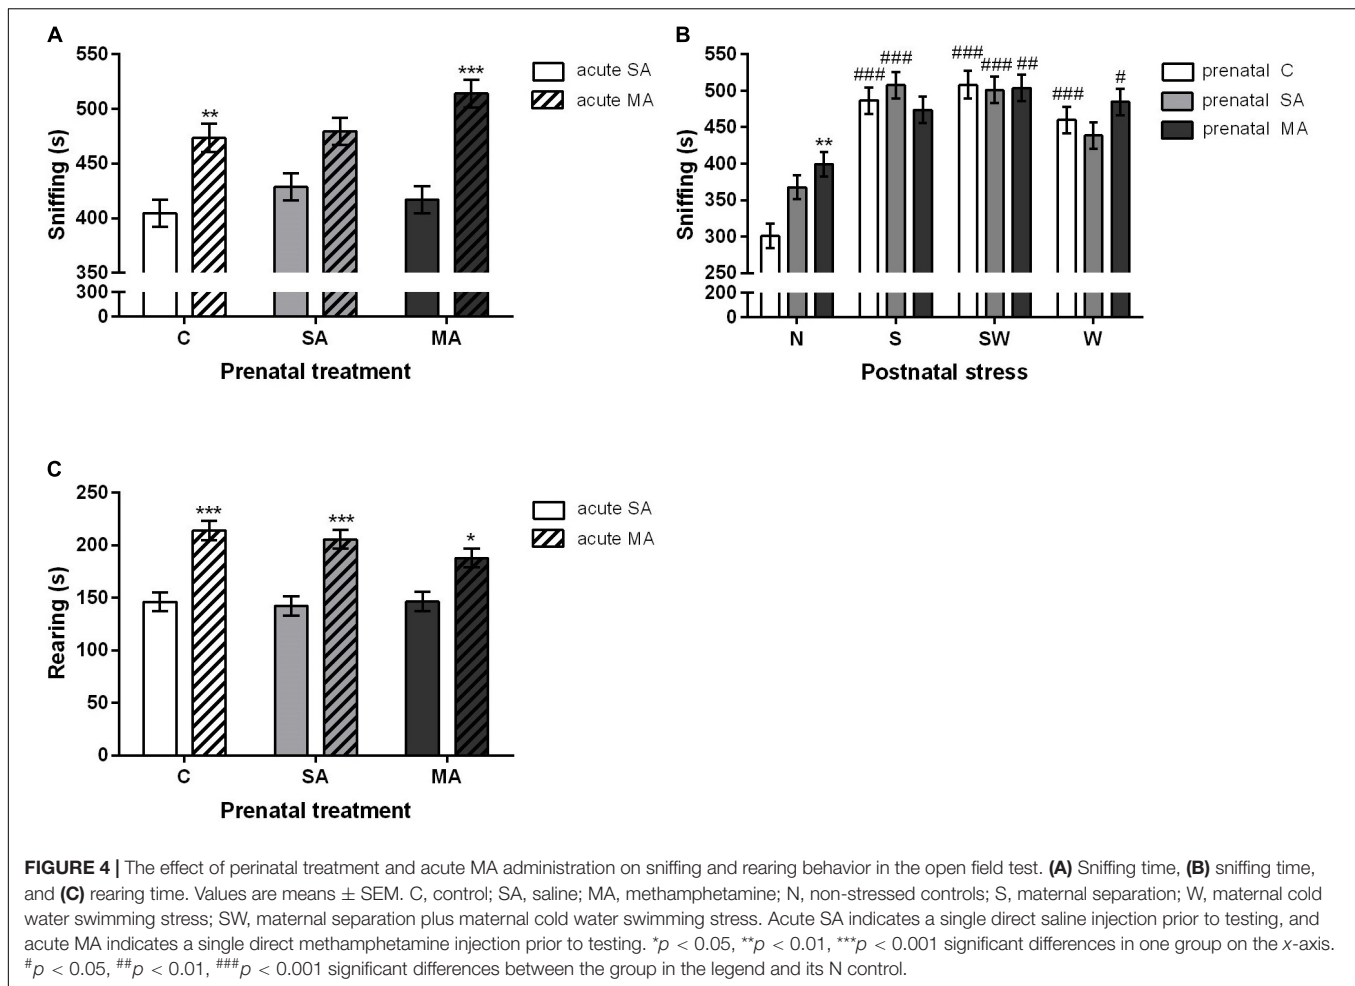 A
550
500
450
400
350
300
0
Sniffing (s)
**
***
C
SA
MA
Prenatal treatment
acute SA
acute MA
B
550
500
450
400
350
300
250
200
0
Sniffing (s)
**
###
###
###
###
##
###
#
N
S
SW
W
Postnatal stress
prenatal C
prenatal SA
prenatal MA
C
250
200
150
100
50
0
Rearing (s)
***
***
*
C
SA
MA
Prenatal treatment
acute SA
acute MA
FIGURE 4 | The effect of perinatal treatment and acute MA administration on sniffing and rearing behavior in the open field test. (A) Sniffing time, (B) sniffing time,
and (C) rearing time. Values are means ± SEM. C, control; SA, saline; MA, methamphetamine; N, non-stressed controls; S, maternal separation; W, maternal cold
water swimming stress; SW, maternal separation plus maternal cold water swimming stress. Acute SA indicates a single direct saline injection prior to testing, and
acute MA indicates a single direct methamphetamine injection prior to testing. *p < 0.05, **p < 0.01, ***p < 0.001 significant differences in one group on the x-axis.
#p < 0.05, ##p < 0.01, ###p < 0.001 significant differences between the group in the legend and its N control.